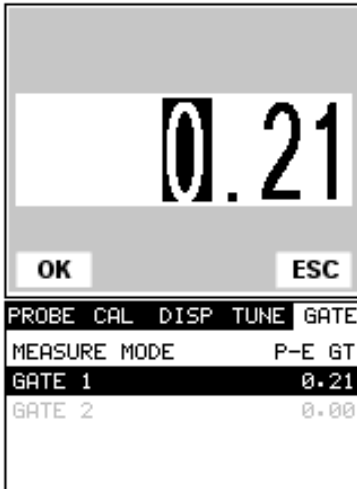 0.21
OK ESC
PROBE CAL DISP TUNE GATE
MEASURE MODE P-E GT
GATE 1 0.21
GATE 2 0.00